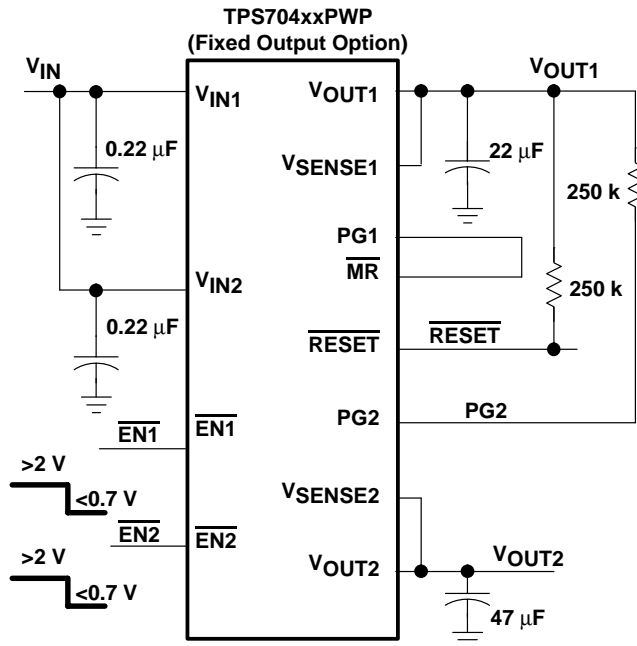 TPS704xxPWP
(Fixed Output Option)
VIN
VIN1
0.22 μF
VIN2
0.22 μF
EN1
EN1
>2 V
<0.7 V
EN2
EN2
>2 V
<0.7 V
VOUT1
VOUT1
VSENSE1
22 μF
250 k
PG1
MR
250 k
RESET
RESET
PG2
PG2
VSENSE2
VOUT2
VOUT2
47 μF